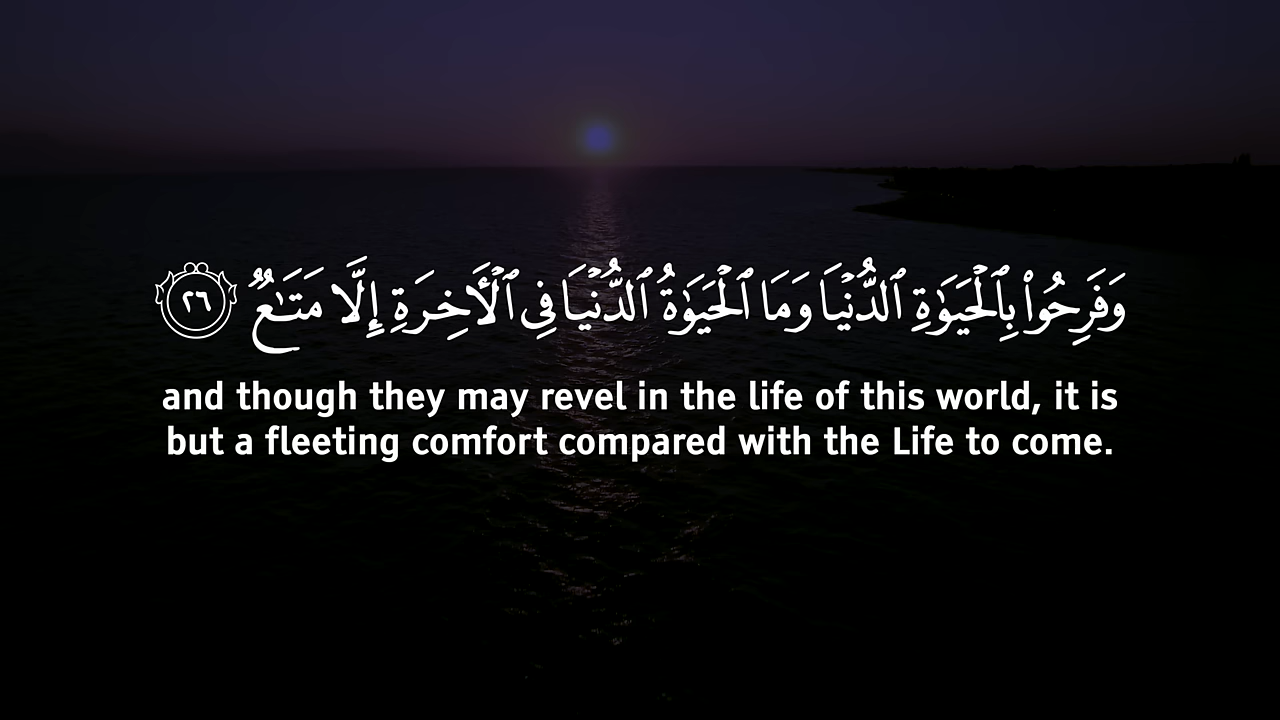 وَفَرِحُوا۟ بِٱلْحَيَوٰةِ ٱلدُّنْيَا وَمَا ٱلْحَيَوٰةُ ٱلدُّنْيَا فِى ٱلْـَٔاخِرَةِ إِلَّا مَتَـٰعٌ ٢٦
and though they may revel in the life of this world, it is
but a fleeting comfort compared with the Life to come.